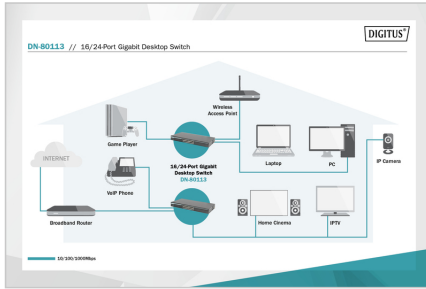 DIGITUS®
DN-80113 // 16/24-Port Gigabit Desktop Switch
Wireless
Access Point
Game Player
16/24-Port Gigabit
Desktop Switch
DN-80113
Laptop
PC
IP Camera
INTERNET
VoIP Phone
Broadband Router
Home Cinema
IPTV
10/100/1000Mbps